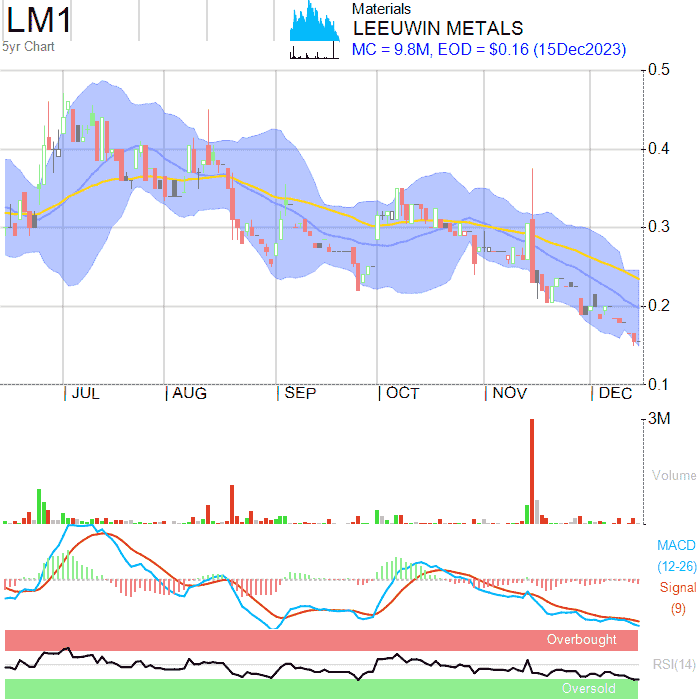 LM1
5yr Chart
Materials
LEEUWIN METALS
MC = 9.8M, EOD = $0.16 (15Dec2023)
0.5
0.4
0.3
0.2
0.1
JUL AUG SEP OCT NOV DEC
3M
Volume
MACD
(12-26)
Signal
(9)
Overbought
RSI(14)
Oversold